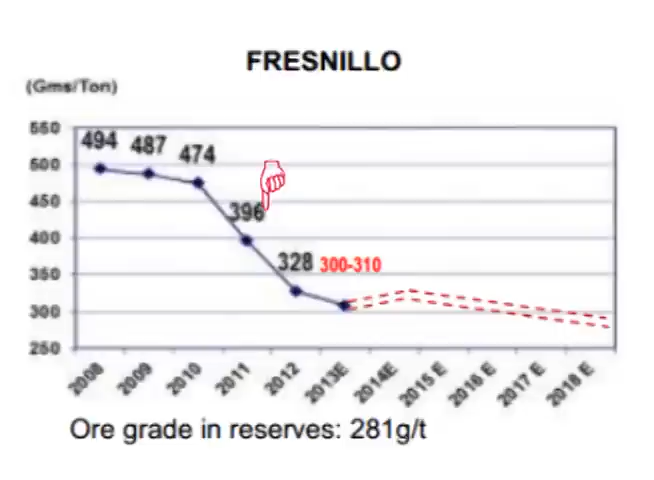 FRESNILLO
(Gms/Ton)
550
494 487 474
500
450
396
400
328 300-310
350
300
250
2008 2009 2010 2011 2012 2013E 2014E 2015 E 2016 E 2017 E 2018 E
Ore grade in reserves: 281g/t